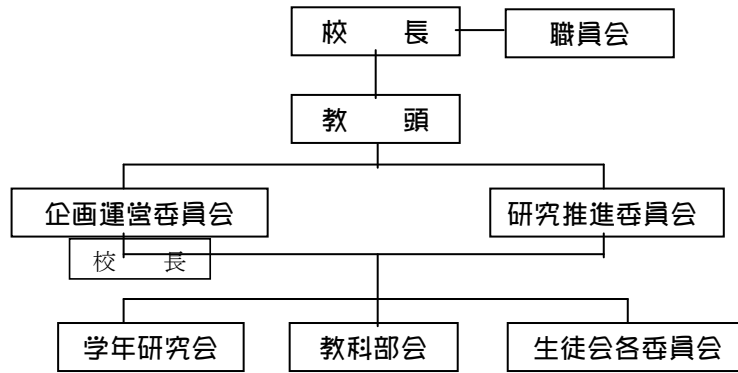 校　長　職員会
教　頭
企画運営委員会　研究推進委員会
校　長
学年研究会　教科部会　生徒会各委員会